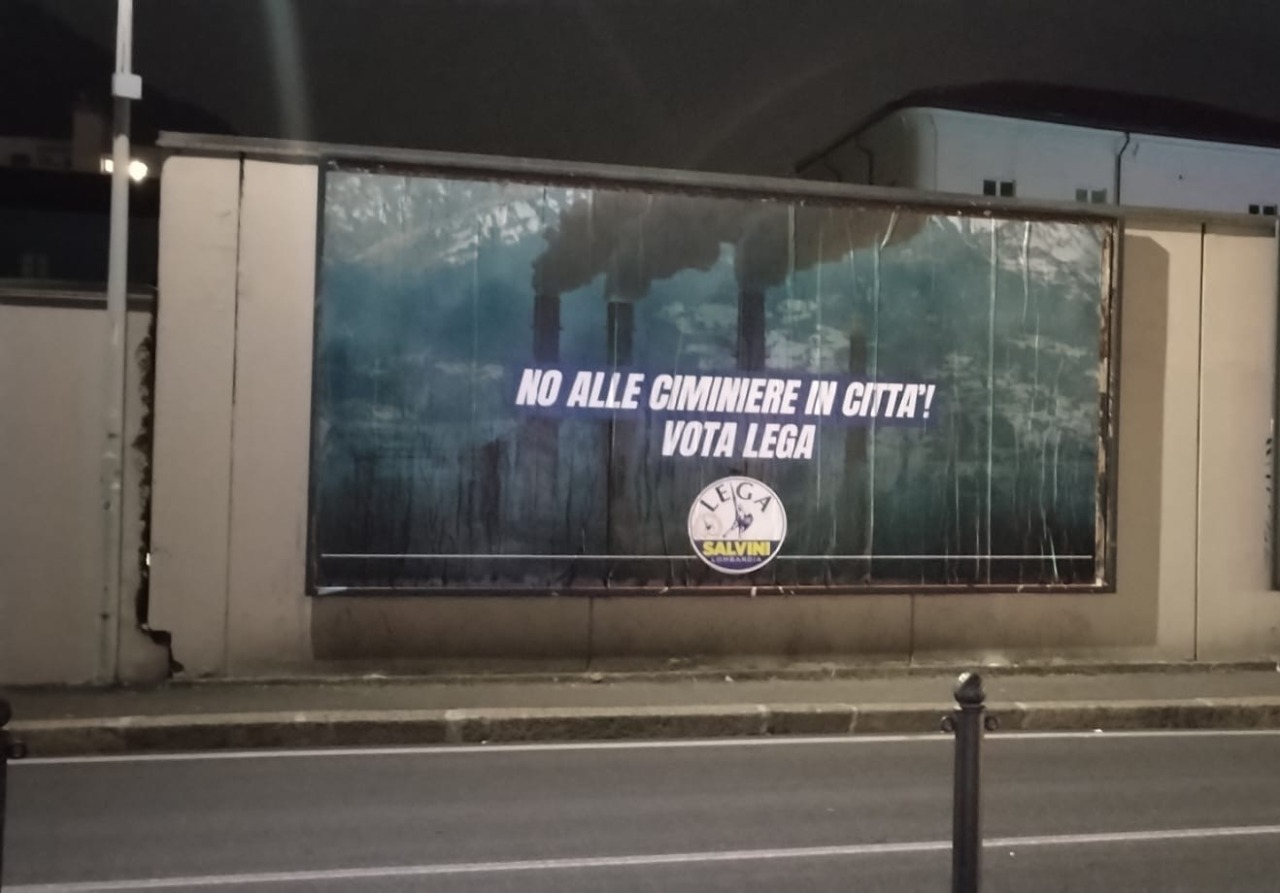 NO ALLE CIMINIERE IN CITTA'!
VOTA LEGA
LEGA
SALVINI
LOMBARDIA